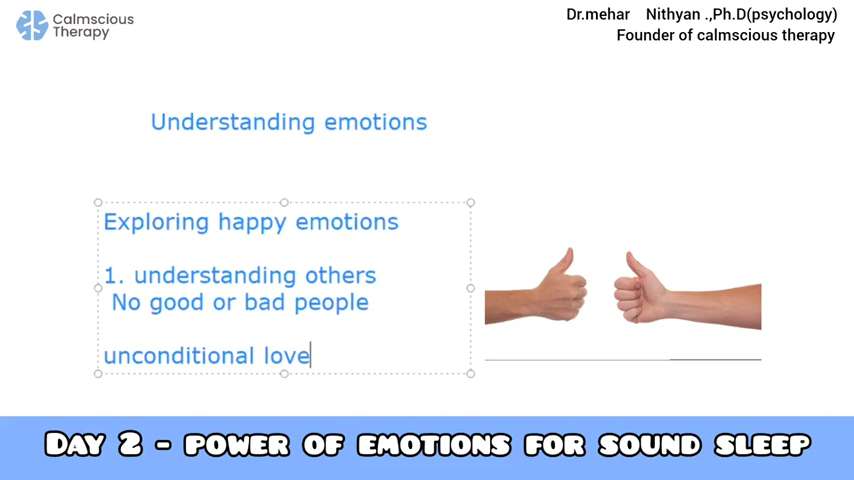 Calmscious
Therapy
Dr.mehar Nithyan .,Ph.D(psychology)
Founder of calmscious therapy
Understanding emotions
Exploring happy emotions
1. understanding others
No good or bad people
unconditional love
DAY 2 - POWER OF EMOTIONS FOR SOUND SLEEP